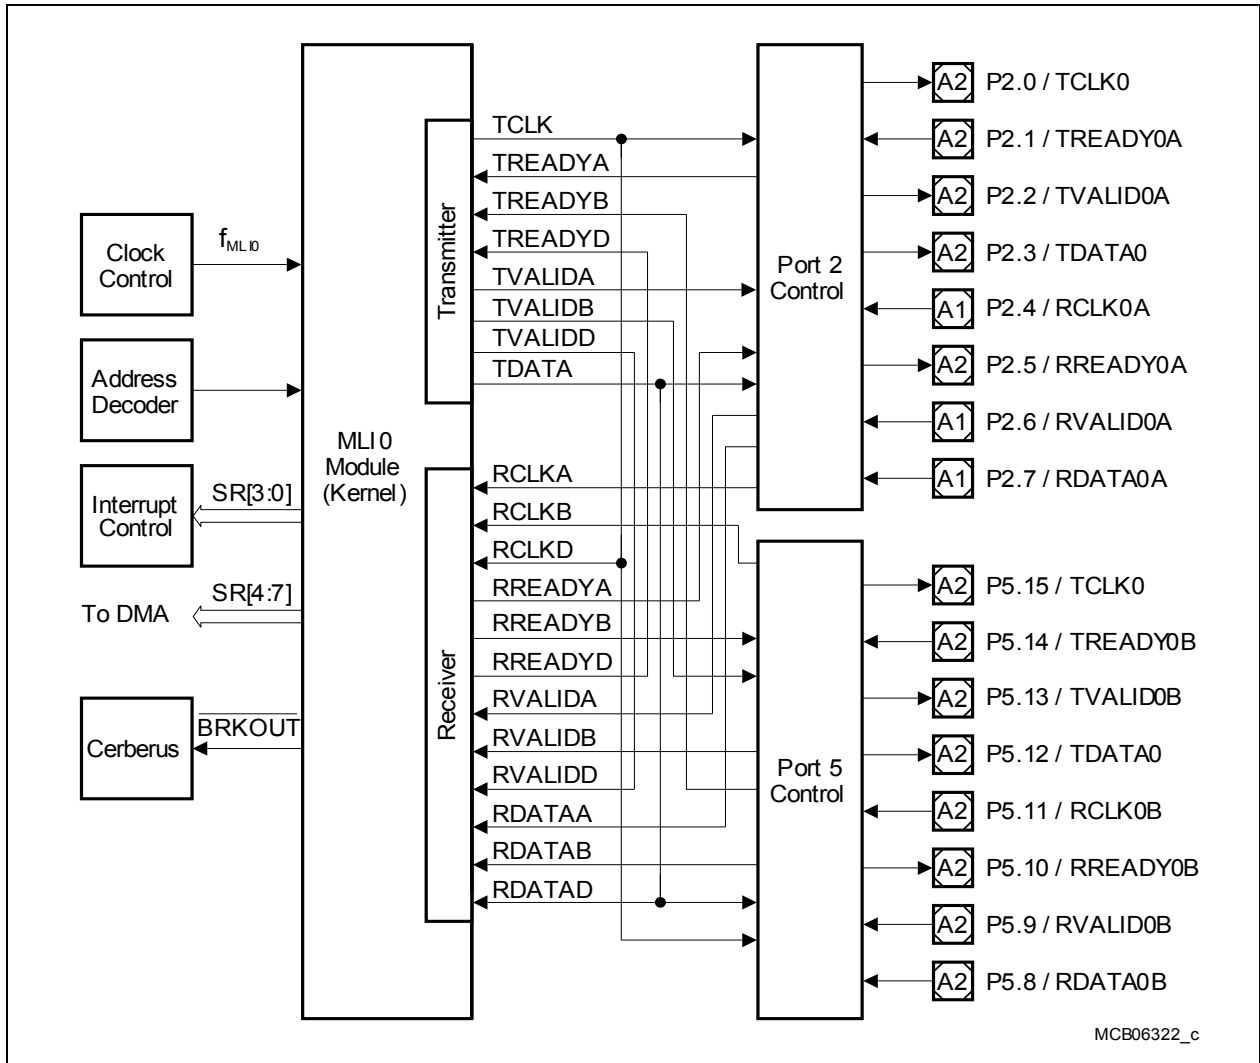 Clock
Control
fMLI0
Address
Decoder
Interrupt
Control
SR[3:0]
To DMA
SR[4:7]
Cerberus
BRKOUT
MLI0
Module
(Kernel)
Transmitter
TCLK
TREADYA
TREADYB
TREADYD
TVALIDA
TVALIDB
TVALIDD
TDATA
Receiver
RCLKA
RCLKB
RCLKD
RREADYA
RREADYB
RREADYD
RVALIDA
RVALIDB
RVALIDD
RDATAA
RDATAB
RDATAD
Port 2
Control
A2 P2.0 / TCLK0
A2 P2.1 / TREADY0A
A2 P2.2 / TVALID0A
A2 P2.3 / TDATA0
A1 P2.4 / RCLK0A
A2 P2.5 / RREADY0A
A1 P2.6 / RVALID0A
A1 P2.7 / RDATA0A
Port 5
Control
A2 P5.15 / TCLK0
A2 P5.14 / TREADY0B
A2 P5.13 / TVALID0B
A2 P5.12 / TDATA0
A2 P5.11 / RCLK0B
A2 P5.10 / RREADY0B
A2 P5.9 / RVALID0B
A2 P5.8 / RDATA0B
MCB06322_c